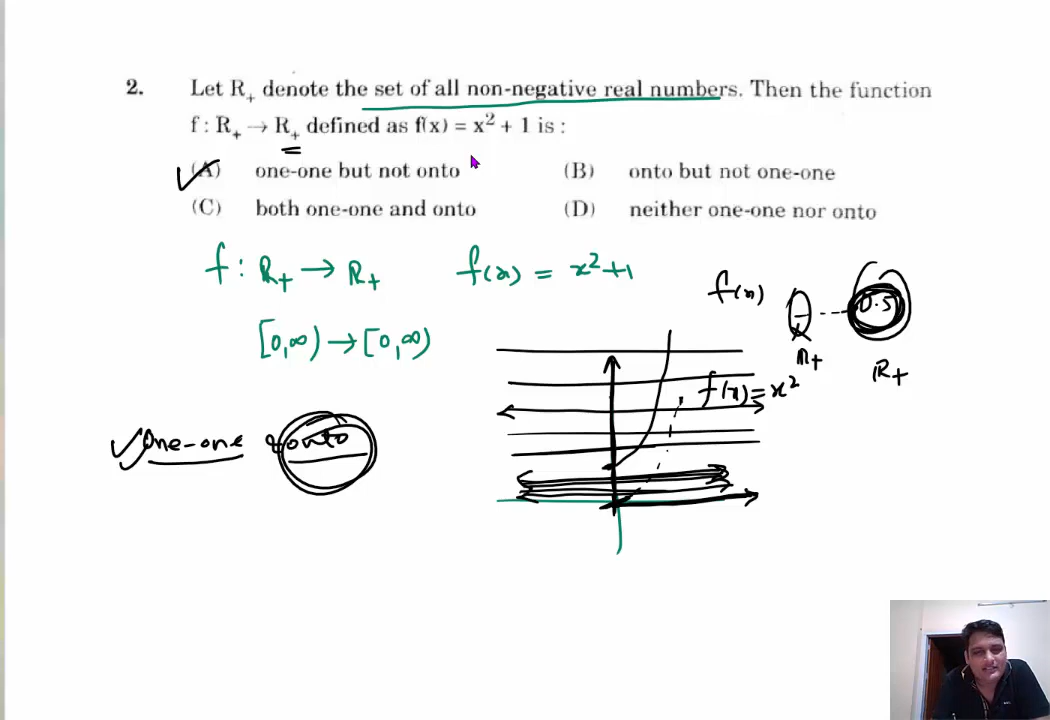 2. Let R₊ denote the set of all non-negative real numbers. Then the function
f : R₊ → R₊ defined as f(x) = x² + 1 is :
(A) one-one but not onto (B) onto but not one-one
(C) both one-one and onto (D) neither one-one nor onto
f : R₊ → R₊ f(x) = x²+1
f(x)
0.5
[0,∞) → [0,∞)
R₊ R₊
f(x) = x²
One-one onto